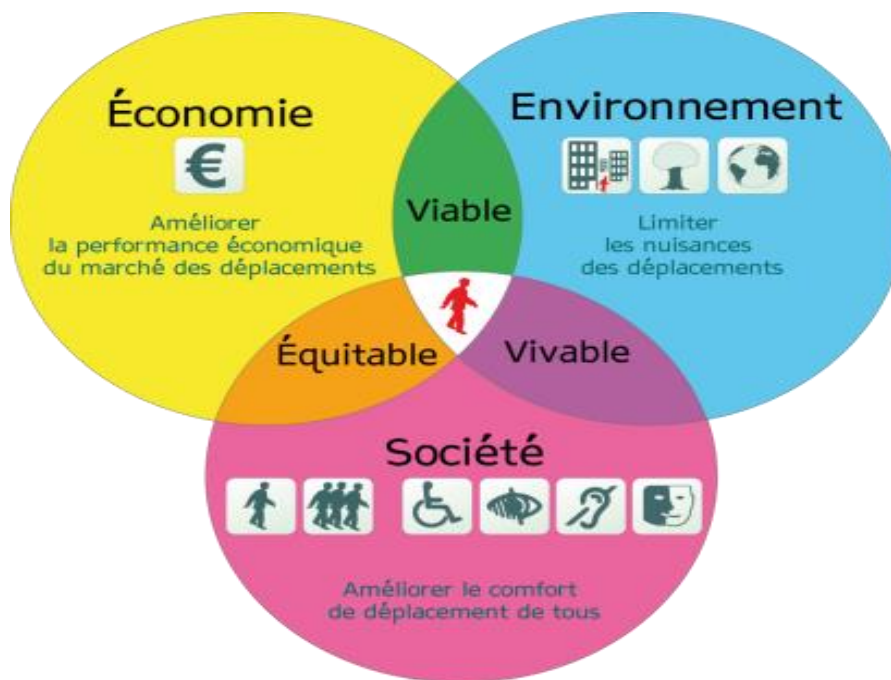 Économie
€
Améliorer
la performance économique
du marché des déplacements
Environnement
Limiter
les nuisances
des déplacements
Viable
Équitable
Vivable
Société
Améliorer le comfort
de déplacement de tous